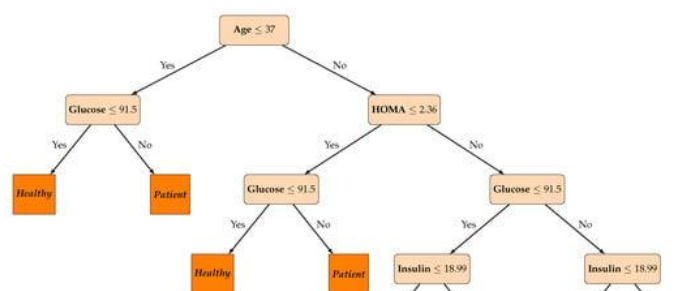 Age ≤ 37
Yes
No
Glucose ≤ 91.5
HOMA ≤ 2.36
Yes
No
Yes
No
Healthy
Patient
Glucose ≤ 91.5
Glucose ≤ 91.5
Yes
No
Yes
No
Healthy
Patient
Insulin ≤ 18.99
Insulin ≤ 18.99